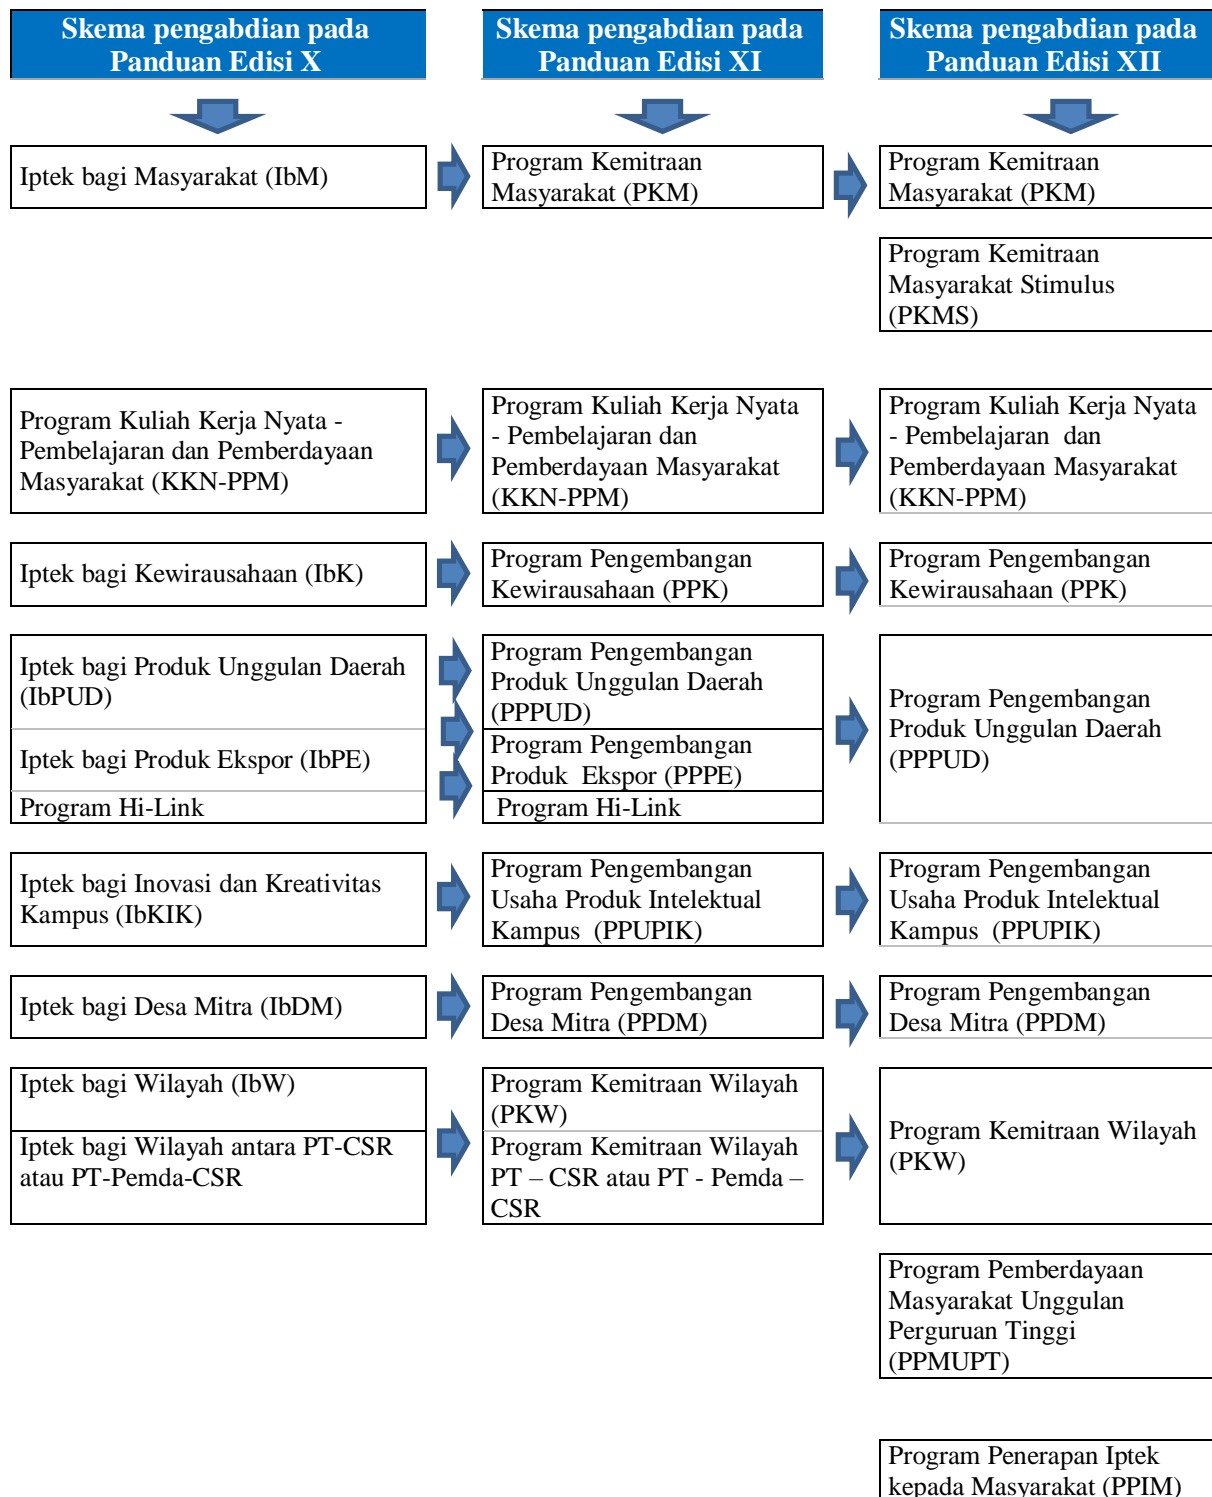 Skema pengabdian pada
Panduan Edisi X
Skema pengabdian pada
Panduan Edisi XI
Skema pengabdian pada
Panduan Edisi XII
Iptek bagi Masyarakat (IbM)
Program Kemitraan
Masyarakat (PKM)
Program Kemitraan
Masyarakat (PKM)
Program Kemitraan
Masyarakat Stimulus
(PKMS)
Program Kuliah Kerja Nyata -
Pembelajaran dan Pemberdayaan
Masyarakat (KKN-PPM)
Program Kuliah Kerja Nyata
- Pembelajaran dan
Pemberdayaan Masyarakat
(KKN-PPM)
Program Kuliah Kerja Nyata
- Pembelajaran dan
Pemberdayaan Masyarakat
(KKN-PPM)
Iptek bagi Kewirausahaan (IbK)
Program Pengembangan
Kewirausahaan (PPK)
Program Pengembangan
Kewirausahaan (PPK)
Iptek bagi Produk Unggulan Daerah
(IbPUD)
Iptek bagi Produk Ekspor (IbPE)
Program Hi-Link
Program Pengembangan
Produk Unggulan Daerah
(PPPUD)
Program Pengembangan
Produk Ekspor (PPPE)
Program Hi-Link
Program Pengembangan
Produk Unggulan Daerah
(PPPUD)
Iptek bagi Inovasi dan Kreativitas
Kampus (IbKIK)
Program Pengembangan
Usaha Produk Intelektual
Kampus (PPUPIK)
Program Pengembangan
Usaha Produk Intelektual
Kampus (PPUPIK)
Iptek bagi Desa Mitra (IbDM)
Program Pengembangan
Desa Mitra (PPDM)
Program Pengembangan
Desa Mitra (PPDM)
Iptek bagi Wilayah (IbW)
Iptek bagi Wilayah antara PT-CSR
atau PT-Pemda-CSR
Program Kemitraan Wilayah
(PKW)
Program Kemitraan Wilayah
PT – CSR atau PT - Pemda –
CSR
Program Kemitraan Wilayah
(PKW)
Program Pemberdayaan
Masyarakat Unggulan
Perguruan Tinggi
(PPMUPT)
Program Penerapan Iptek
kepada Masyarakat (PPIM)